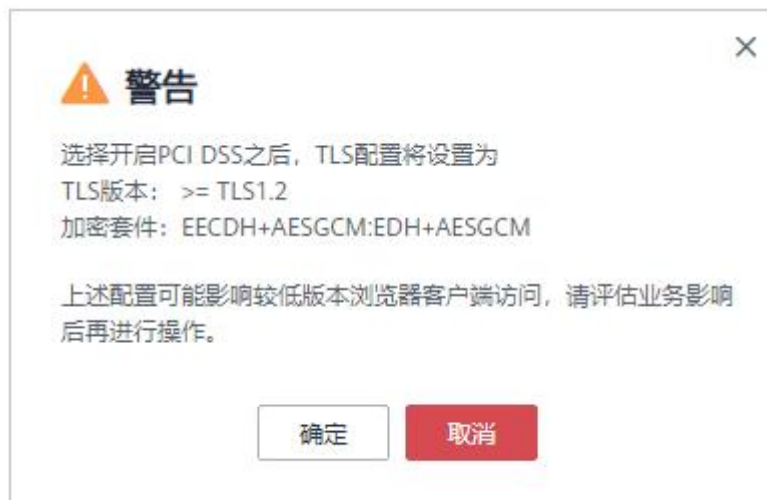 警告
选择开启PCI DSS之后，TLS配置将设置为
TLS版本： >= TLS1.2
加密套件：EECDH+AESGCM:EDH+AESGCM
上述配置可能影响较低版本浏览器客户端访问，请评估业务影响
后再进行操作。
确定
取消